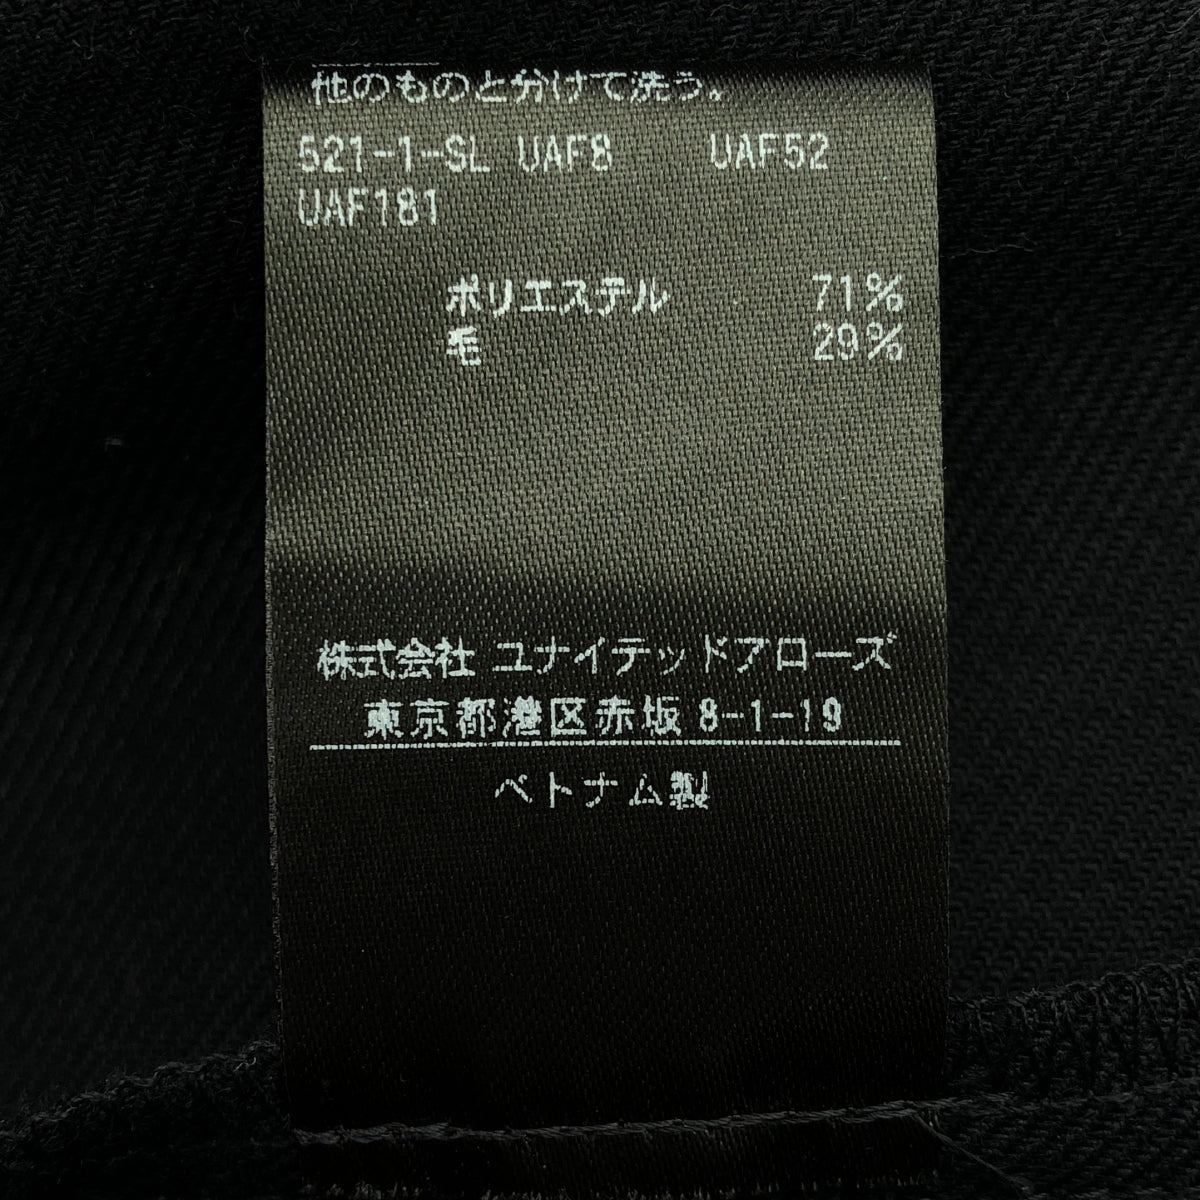 他のものと分けて洗う。
521-1-SL UAF8 UAF52
UAF181
ポリエステル 71%
毛 29%
株式会社 ユナイテッドアローズ
東京都港区赤坂8-1-19
ベトナム製